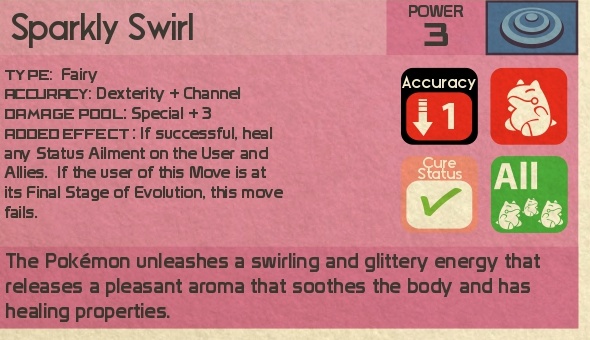 Sparkly Swirl
POWER
3
TYPE: Fairy
ACCURACY: Dexterity + Channel
DAMAGE POOL: Special + 3
ADDED EFFECT: If successful, heal
any Status Ailment on the User and
Allies. If the user of this Move is at
its Final Stage of Evolution, this move
fails.
Accuracy
1
Cure
Status
All
The Pokémon unleashes a swirling and glittery energy that
releases a pleasant aroma that soothes the body and has
healing properties.